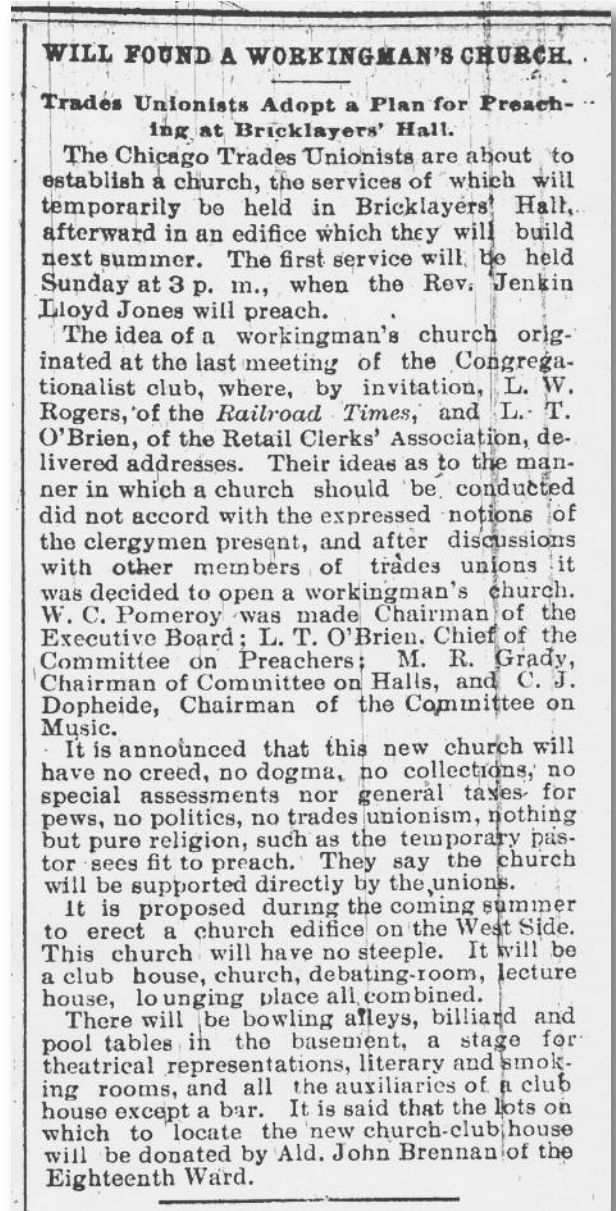 WILL FOUND A WORKINGMAN'S CHURCH.
Trades Unionists Adopt a Plan for Preach-
ing at Bricklayers' Hall.
The Chicago Trades Unionists are about to
establish a church, the services of which will
temporarily be held in Bricklayers' Hall,
afterward in an edifice which they will build
next summer. The first service will be held
Sunday at 3 p. m., when the Rev. Jenkin
Lloyd Jones will preach.
The idea of a workingman's church orig-
inated at the last meeting of the Congrega-
tionalist club, where, by invitation, L. W.
Rogers, of the Railroad Times, and L. T.
O'Brien, of the Retail Clerks' Association, de-
livered addresses. Their ideas as to the man-
ner in which a church should be conducted
did not accord with the expressed notions of
the clergymen present, and after discussions
with other members of trades unions it
was decided to open a workingman's church.
W. C. Pomeroy was made Chairman of the
Executive Board; L. T. O'Brien, Chief of the
Committee on Preachers; M. R. Grady,
Chairman of Committee on Halls, and C. J.
Dopheide, Chairman of the Committee on
Music.
It is announced that this new church will
have no creed, no dogma, no collections, no
special assessments nor general taxes for
pews, no politics, no trades unionism, nothing
but pure religion, such as the temporary pas-
tor sees fit to preach. They say the church
will be supported directly by the unions.
It is proposed during the coming summer
to erect a church edifice on the West Side.
This church will have no steeple. It will be
a club house, church, debating-room, lecture
house, lounging place all combined.
There will be bowling alleys, billiard and
pool tables in the basement, a stage for
theatrical representations, literary and smok-
ing rooms, and all the auxiliaries of a club
house except a bar. It is said that the lots on
which to locate the new church-club house
will be donated by Ald. John Brennan of the
Eighteenth Ward.